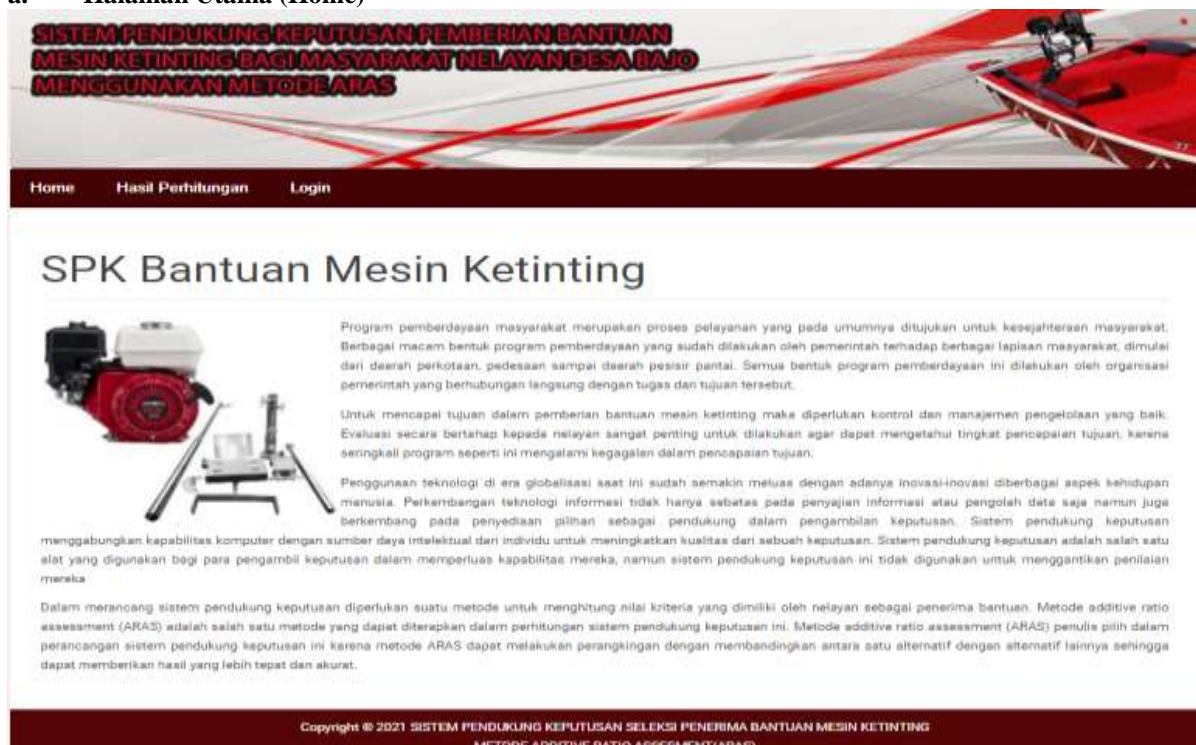 a. Halaman Utama (Home)
SISTEM PENDUKUNG KEPUTUSAN PEMBERIAN BANTUAN
MESIN KETINTING BAGI MASYARAKAT NELAYAN DESA BAJO
MENGGUNAKAN METODE ARAS
Home Hasil Perhitungan Login
SPK Bantuan Mesin Ketinting
Program pemberdayaan masyarakat merupakan proses pelayanan yang pada umumnya ditujukan untuk kesejahteraan masyarakat.
Berbagai macam bentuk program pemberdayaan yang sudah dilakukan oleh pemerintah terhadap berbagai lapisan masyarakat, dimulai
dari daerah perkotaan, pedesaan sampai daerah pesisir pantai. Semua bentuk program pemberdayaan ini dilakukan oleh organisasi
pemerintah yang berhubungan langsung dengan tugas dan tujuan tersebut.
Untuk mencapai tujuan dalam pemberian bantuan mesin ketinting maka diperlukan kontrol dan manajemen pengelolaan yang baik.
Evaluasi secara bertahap kepada nelayan sangat penting untuk dilakukan agar dapat mengetahui tingkat pencapaian tujuan, karena
seringkali program seperti ini mengalami kegagalan dalam pencapaian tujuan.
Penggunaan teknologi di era globalisasi saat ini sudah semakin meluas dengan adanya inovasi-inovasi diberbagai aspek kehidupan
manusia. Perkembangan teknologi informasi tidak hanya sebatas pada penyajian informasi atau pengolah data saja namun juga
berkembang pada penyediaan pilihan sebagai pendukung dalam pengambilan keputusan. Sistem pendukung keputusan
menggabungkan kapabilitas komputer dengan sumber daya intelektual dari individu untuk meningkatkan kualitas dari sebuah keputusan. Sistem pendukung keputusan adalah salah satu
alat yang digunakan bagi para pengambil keputusan dalam memperluas kapabilitas mereka, namun sistem pendukung keputusan ini tidak digunakan untuk menggantikan penilaian
mereka
Dalam merancang sistem pendukung keputusan diperlukan suatu metode untuk menghitung nilai kriteria yang dimiliki oleh nelayan sebagai penerima bantuan. Metode additive ratio
assessment (ARAS) adalah salah satu metode yang dapat diterapkan dalam perhitungan sistem pendukung keputusan ini. Metode additive ratio assessment (ARAS) penulis pilih dalam
perancangan sistem pendukung keputusan ini karena metode ARAS dapat melakukan perangkingan dengan membandingkan antara satu alternatif dengan alternatif lainnya sehingga
dapat memberikan hasil yang lebih tepat dan akurat.
Copyright © 2021 SISTEM PENDUKUNG KEPUTUSAN SELEKSI PENERIMA BANTUAN MESIN KETINTING
METODE ADDITIVE RATIO ASSESMENT(ARAS)